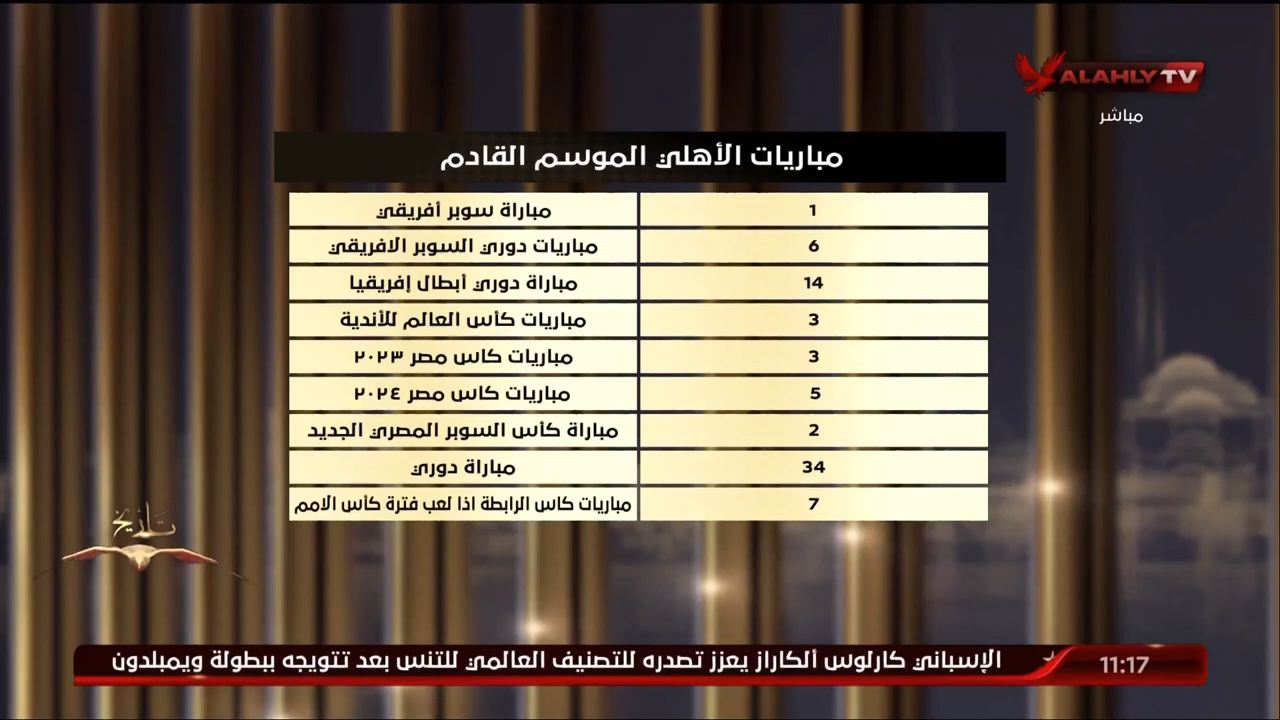 ALAHLY TV
مباشر
مباريات الأهلي الموسم القادم
1 مباراة سوبر أفريقي
6 مباريات دوري السوبر الافريقي
14 مباراة دوري أبطال إفريقيا
3 مباريات كأس العالم للأندية
3 مباريات كاس مصر ٢٠٢٣
5 مباريات كاس مصر ٢٠٢٤
2 مباراة كأس السوبر المصري الجديد
34 مباراة دوري
7 مباريات كاس الرابطة اذا لعب فترة كأس الامم
تاريخ
11:17 الإسباني كارلوس ألكاراز يعزز تصدره للتصنيف العالمي للتنس بعد تتويجه ببطولة ويمبلدون